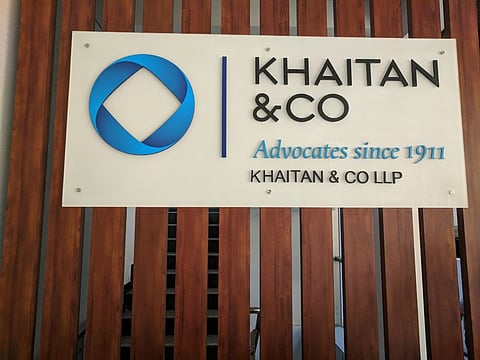 KHAITAN
&CO
Advocates since 1911
KHAITAN & CO LLP